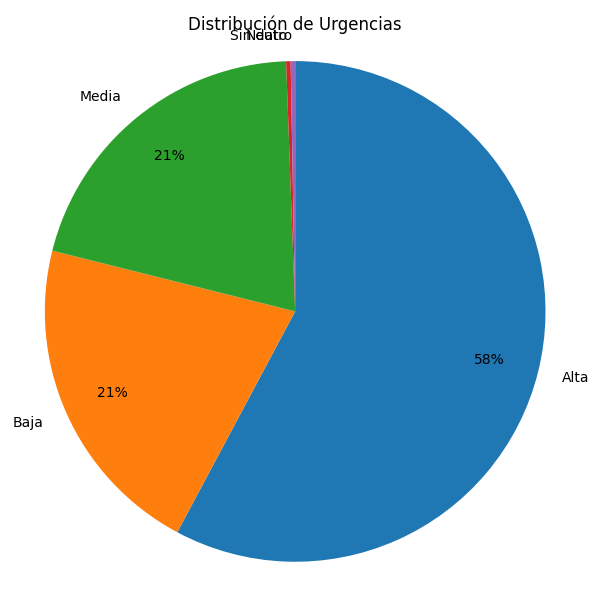 Distribución de Urgencias
Media
21%
58%
Alta
21%
Baja